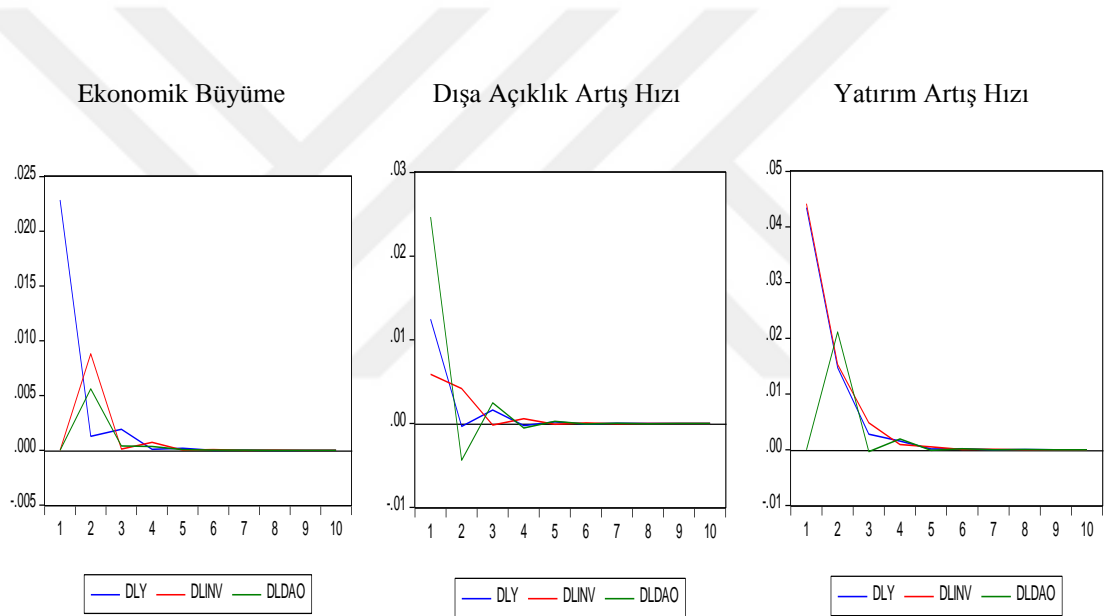 Ekonomik Büyüme
Dışa Açıklık Artış Hızı
Yatırım Artış Hızı
.025
.020
.015
.010
.005
.000
-.005
1 2 3 4 5 6 7 8 9 10
DLY DLINV DLDAO
.03
.02
.01
.00
-.01
1 2 3 4 5 6 7 8 9 10
DLY DLINV DLDAO
.05
.04
.03
.02
.01
.00
-.01
1 2 3 4 5 6 7 8 9 10
DLY DLINV DLDAO